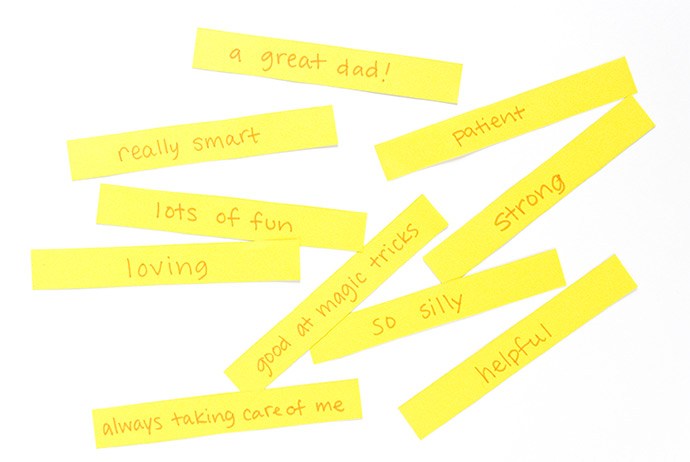 a great dad!
patient
really smart
strong
lots of fun
loving
good at magic tricks
so silly
helpful
always taking care of me